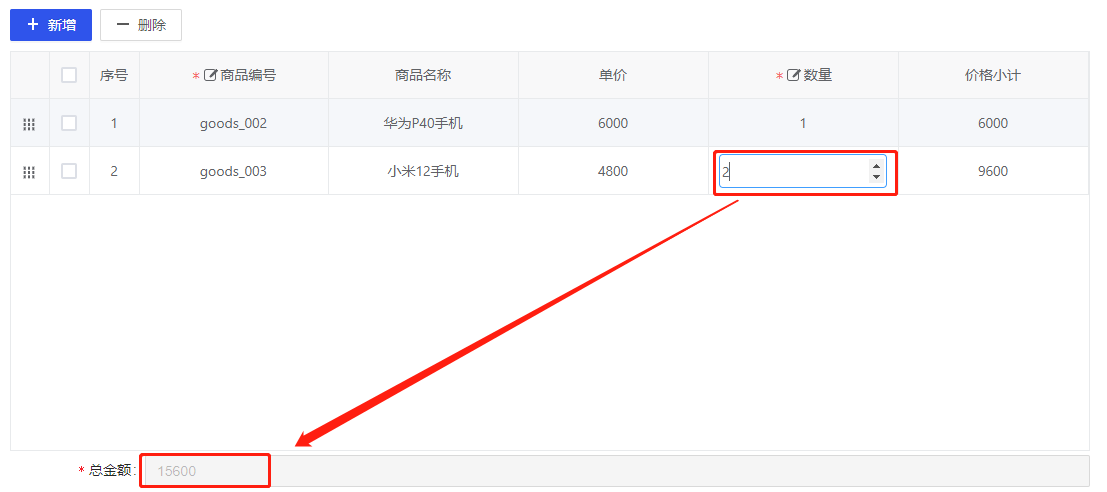 新增 删除
序号 * 商品编号 商品名称 单价 * 数量 价格小计
1 goods_002 华为P40手机 6000 1 6000
2 goods_003 小米12手机 4800 2 9600
* 总金额: 15600